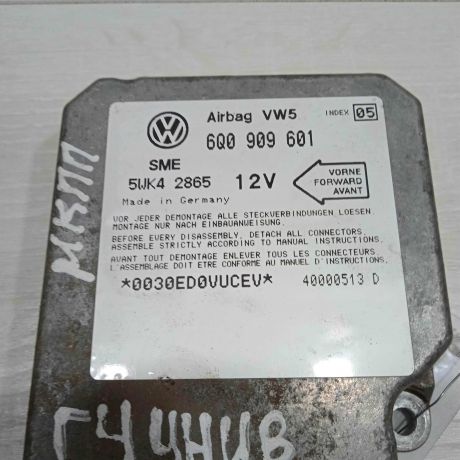 Airbag VW5 INDEX 05
6Q0 909 601
SME
5WK4 2865 12V
Made in Germany
VORNE
FORWARD
AVANT
VOR JEDER DEMONTAGE ALLE STECKVERBINDUNGEN LOESEN
MONTAGE NUR NACH EINBAUANWEISUNG.
BEFORE EVERY DISASSEMBLY, DETACH ALL CONNECTORS.
ASSEMBLE STRICTLY ACCORDING TO MANUAL INSTRUCTIONS.
AVANT TOUT DEMONTAGE ENLEVER TOUS LES CONNECTEURS.
L'ASSEMBLAGE DOIT ETRE CONFORME AU MANUEL D'INSTRUCTIONS.
*0030ED0VUCEV* 40000513 D
МКПП
Г4 УНИВ